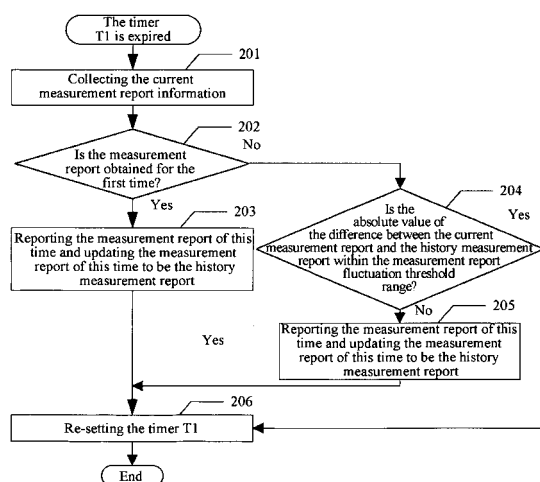 The timer
T1 is expired
201
Collecting the current
measurement report information
202
Is the measurement
report obtained for the
first time?
No
Yes
203
Reporting the measurement report of this
time and updating the measurement
report of this time to be the history
measurement report
204
Is the
absolute value of
the difference between the current
measurement report and the history measurement
report within the measurement report
fluctuation threshold
range?
Yes
No
205
Reporting the measurement report of this
time and updating the measurement
report of this time to be the history
measurement report
Yes
206
Re-setting the timer T1
End